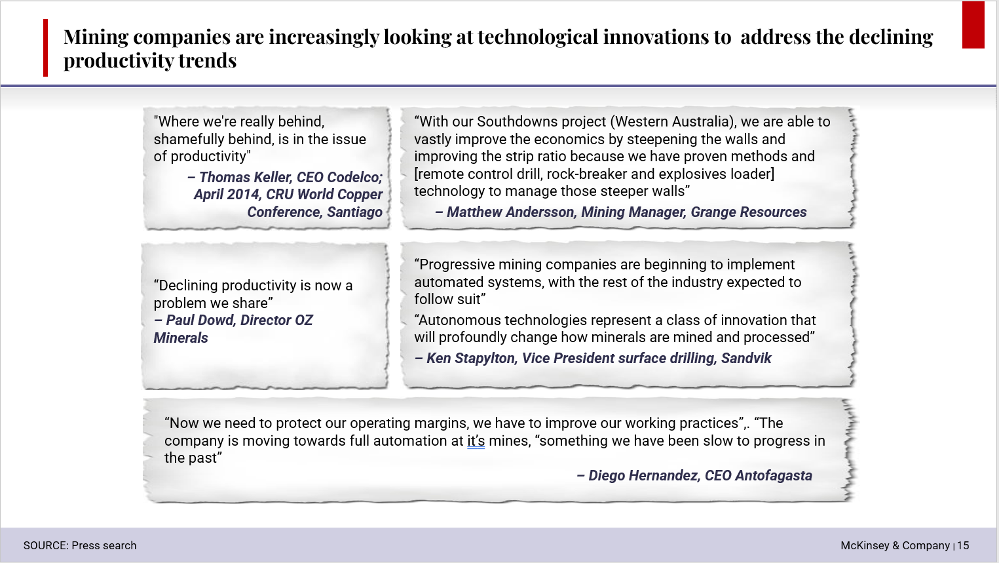 Mining companies are increasingly looking at technological innovations to  address the declining
productivity trends
"Where we're really behind,
shamefully behind, is in the issue
of productivity"
– Thomas Keller, CEO Codelco;
April 2014, CRU World Copper
Conference, Santiago
“With our Southdowns project (Western Australia), we are able to
vastly improve the economics by steepening the walls and
improving the strip ratio because we have proven methods and
[remote control drill, rock-breaker and explosives loader]
technology to manage those steeper walls”
– Matthew Andersson, Mining Manager, Grange Resources
“Declining productivity is now a
problem we share”
– Paul Dowd, Director OZ
Minerals
“Progressive mining companies are beginning to implement
automated systems, with the rest of the industry expected to
follow suit”
“Autonomous technologies represent a class of innovation that
will profoundly change how minerals are mined and processed”
– Ken Stapylton, Vice President surface drilling, Sandvik
“Now we need to protect our operating margins, we have to improve our working practices”,. “The
company is moving towards full automation at it’s mines, “something we have been slow to progress in
the past”
– Diego Hernandez, CEO Antofagasta
SOURCE: Press search
McKinsey & Company | 15